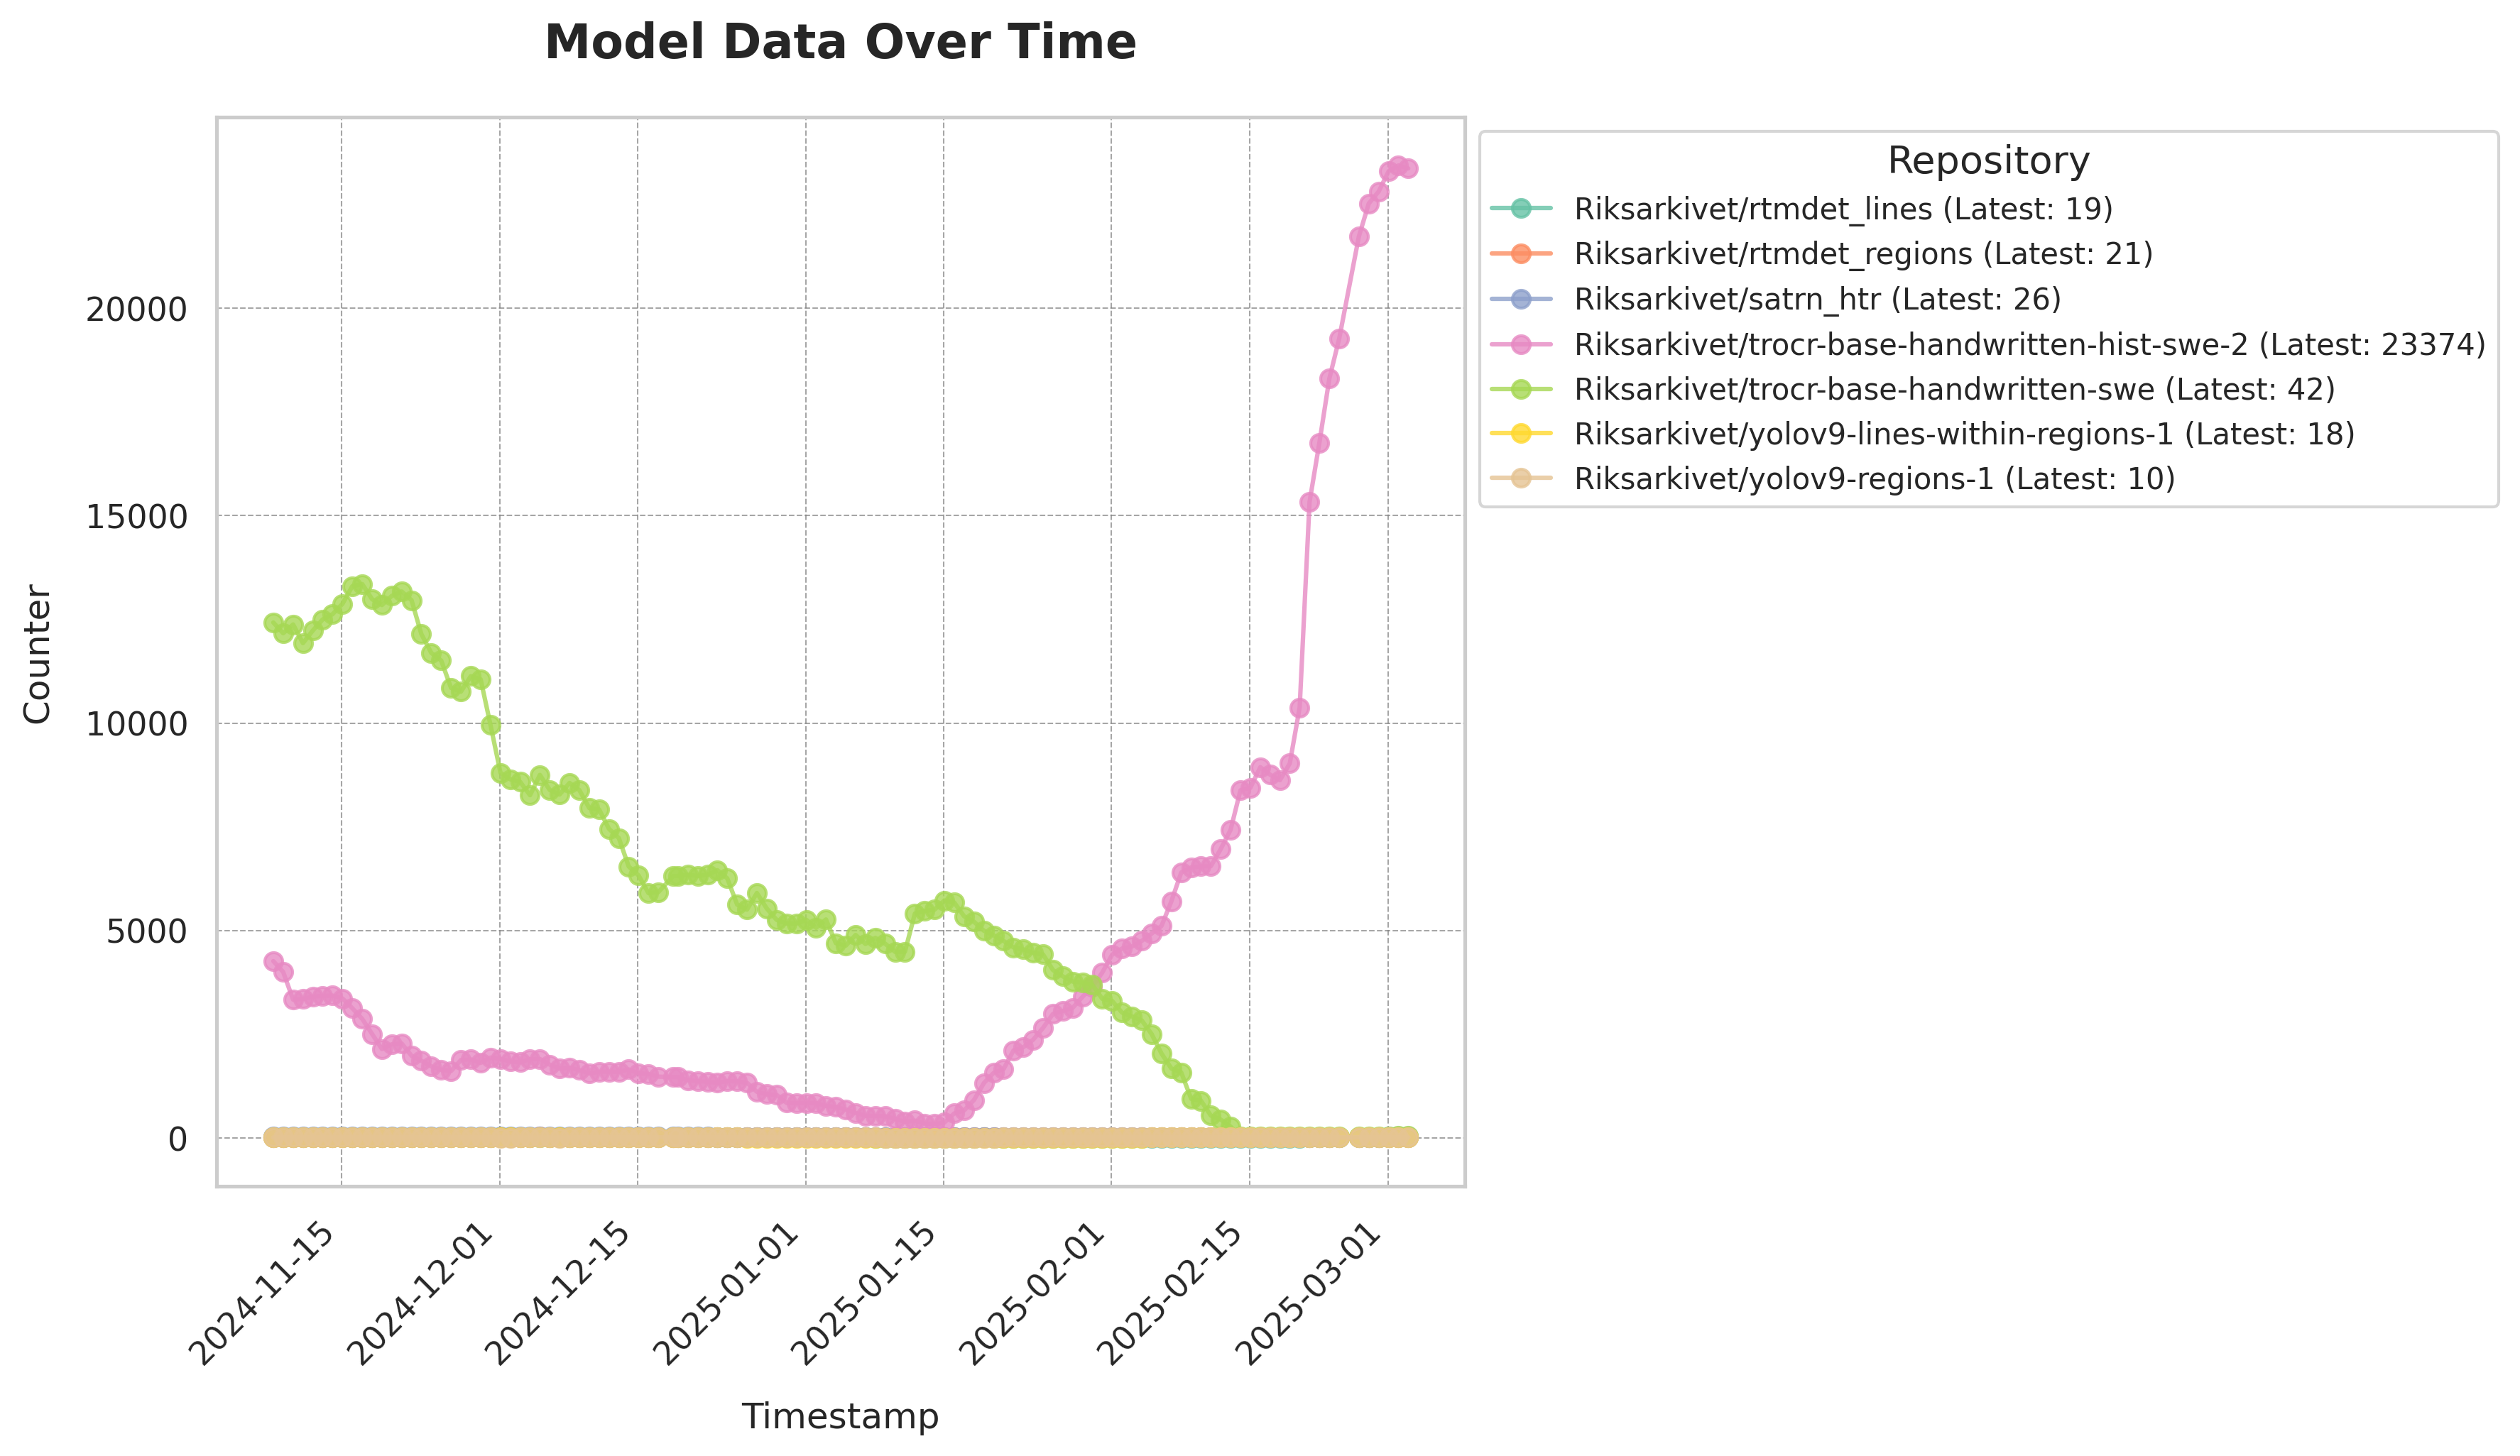 Model Data Over Time
Repository
Riksarkivet/rtmdet_lines (Latest: 19)
Riksarkivet/rtmdet_regions (Latest: 21)
Riksarkivet/satrn_htr (Latest: 26)
Riksarkivet/trocr-base-handwritten-hist-swe-2 (Latest: 23374)
Riksarkivet/trocr-base-handwritten-swe (Latest: 42)
Riksarkivet/yolov9-lines-within-regions-1 (Latest: 18)
Riksarkivet/yolov9-regions-1 (Latest: 10)
Counter
20000
15000
10000
5000
0
2024-11-15
2024-12-01
2024-12-15
2025-01-01
2025-01-15
2025-02-01
2025-02-15
2025-03-01
Timestamp